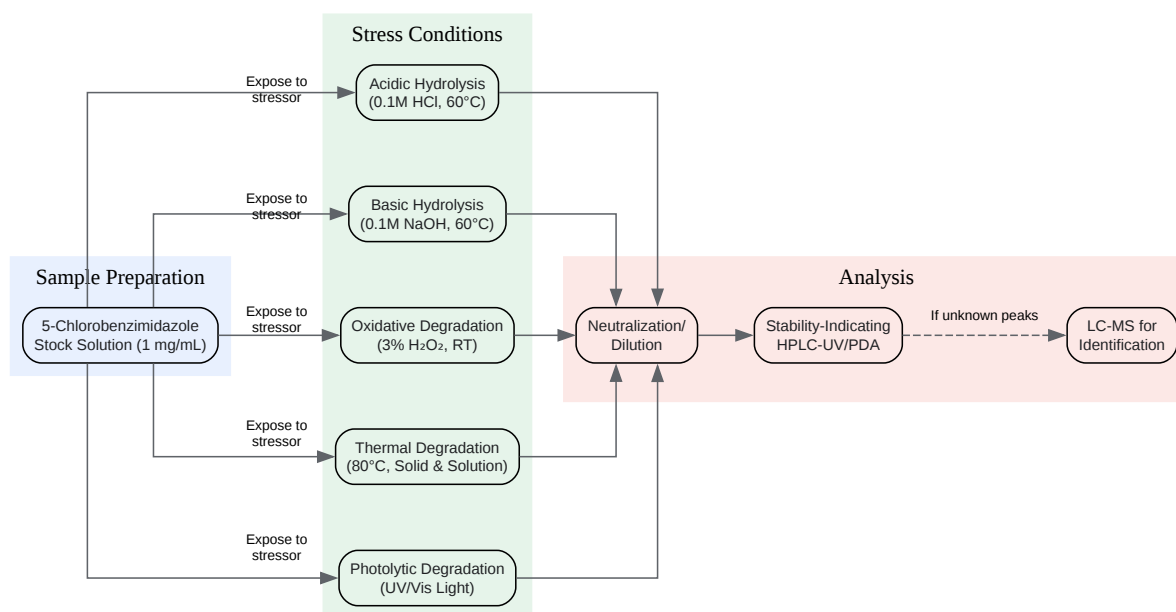 Stress Conditions
Expose to
stressor
Acidic Hydrolysis
(0.1M HCl, 60°C)
Expose to
stressor
Basic Hydrolysis
(0.1M NaOH, 60°C)
Sample Preparation
Analysis
5-Chlorobenzimidazole
Stock Solution (1 mg/mL)
Expose to
stressor
Oxidative Degradation
(3% H₂O₂, RT)
Neutralization/
Dilution
Stability-Indicating
HPLC-UV/PDA
If unknown peaks
LC-MS for
Identification
Expose to
stressor
Thermal Degradation
(80°C, Solid & Solution)
Expose to
stressor
Photolytic Degradation
(UV/Vis Light)